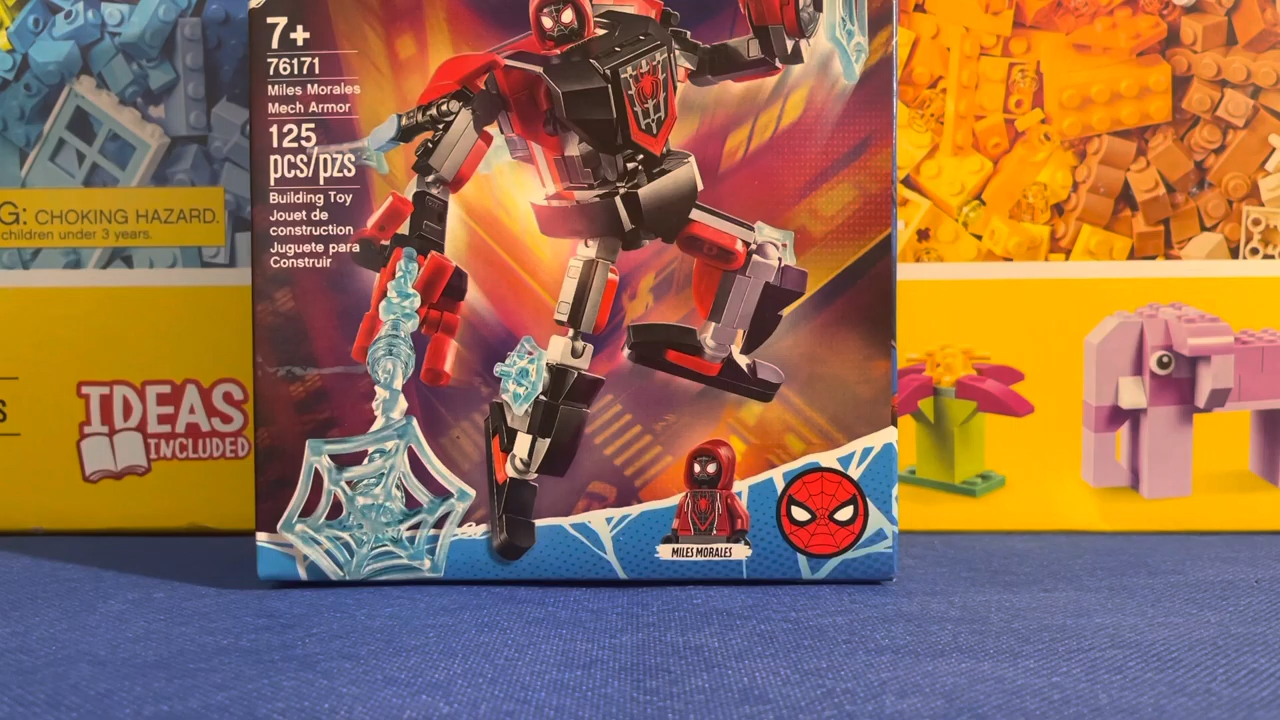 7+
76171
Miles Morales
Mech Armor
125
pcs/pzs
Building Toy
Jouet de
construction
Juguete para
Construir
G: CHOKING HAZARD.
children under 3 years.
S
IDEAS
INCLUDED
MILES MORALES